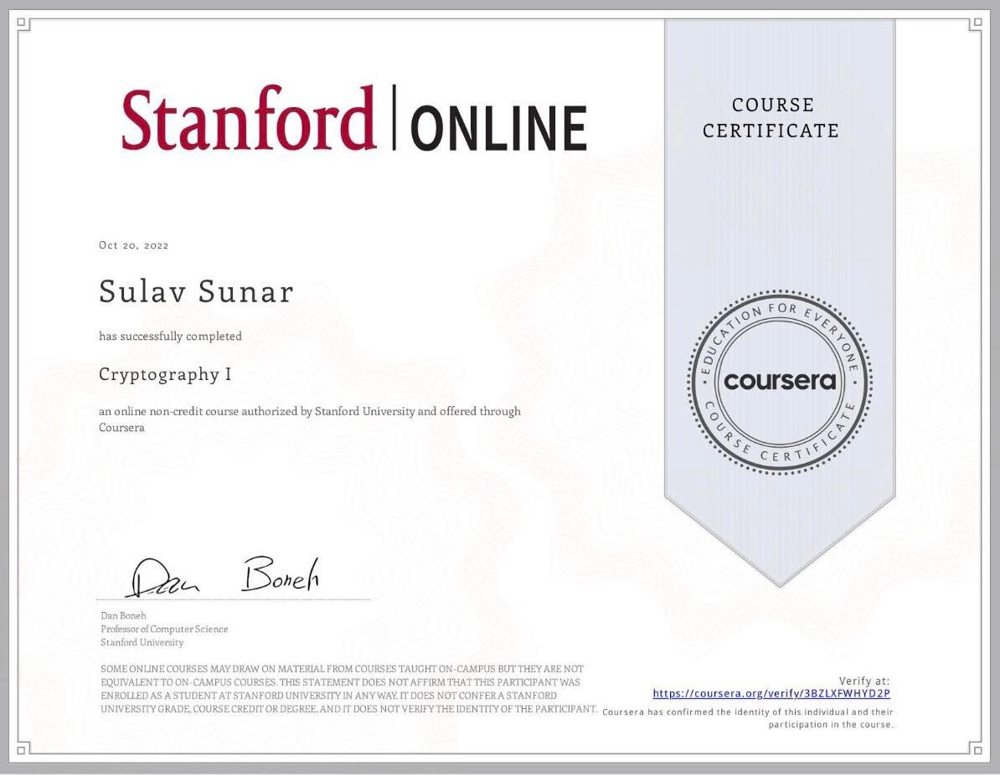 Stanford | ONLINE
COURSE
CERTIFICATE
Oct 20, 2022
Sulav Sunar
has successfully completed
Cryptography I
an online non-credit course authorized by Stanford University and offered through
Coursera
EDUCATION FOR EVERYONE
coursera
COURSE CERTIFICATE
Dan Boneh
Dan Boneh
Professor of Computer Science
Stanford University
SOME ONLINE COURSES MAY DRAW ON MATERIAL FROM COURSES TAUGHT ON-CAMPUS BUT THEY ARE NOT
EQUIVALENT TO ON-CAMPUS COURSES. THIS STATEMENT DOES NOT AFFIRM THAT THIS PARTICIPANT WAS
ENROLLED AS A STUDENT AT STANFORD UNIVERSITY IN ANY WAY. IT DOES NOT CONFER A STANFORD
UNIVERSITY GRADE, COURSE CREDIT OR DEGREE, AND IT DOES NOT VERIFY THE IDENTITY OF THE PARTICIPANT.
Verify at:
https://coursera.org/verify/3BZLXFWHYD2P
Coursera has confirmed the identity of this individual and their
participation in the course.